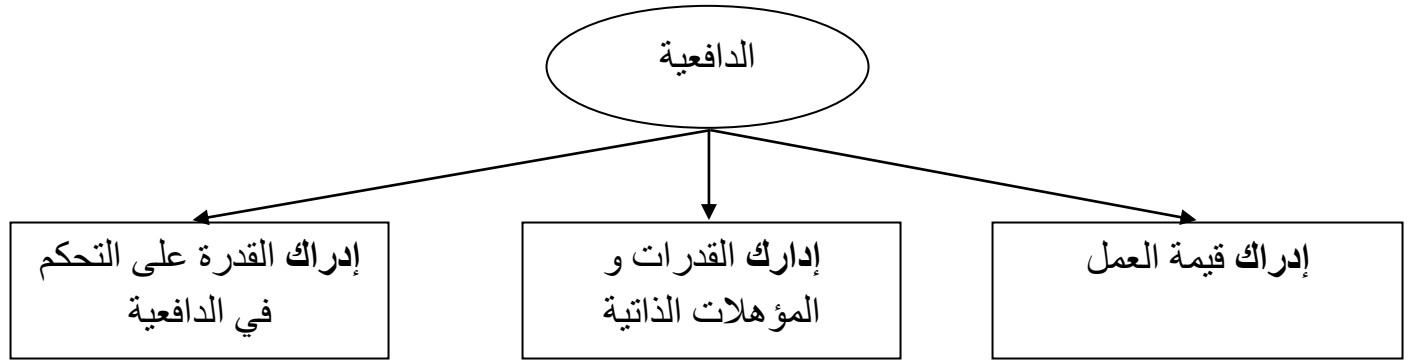 الدافعية
إدراك قيمة العمل
إدارك القدرات و
المؤهلات الذاتية
إدراك القدرة على التحكم
في الدافعية